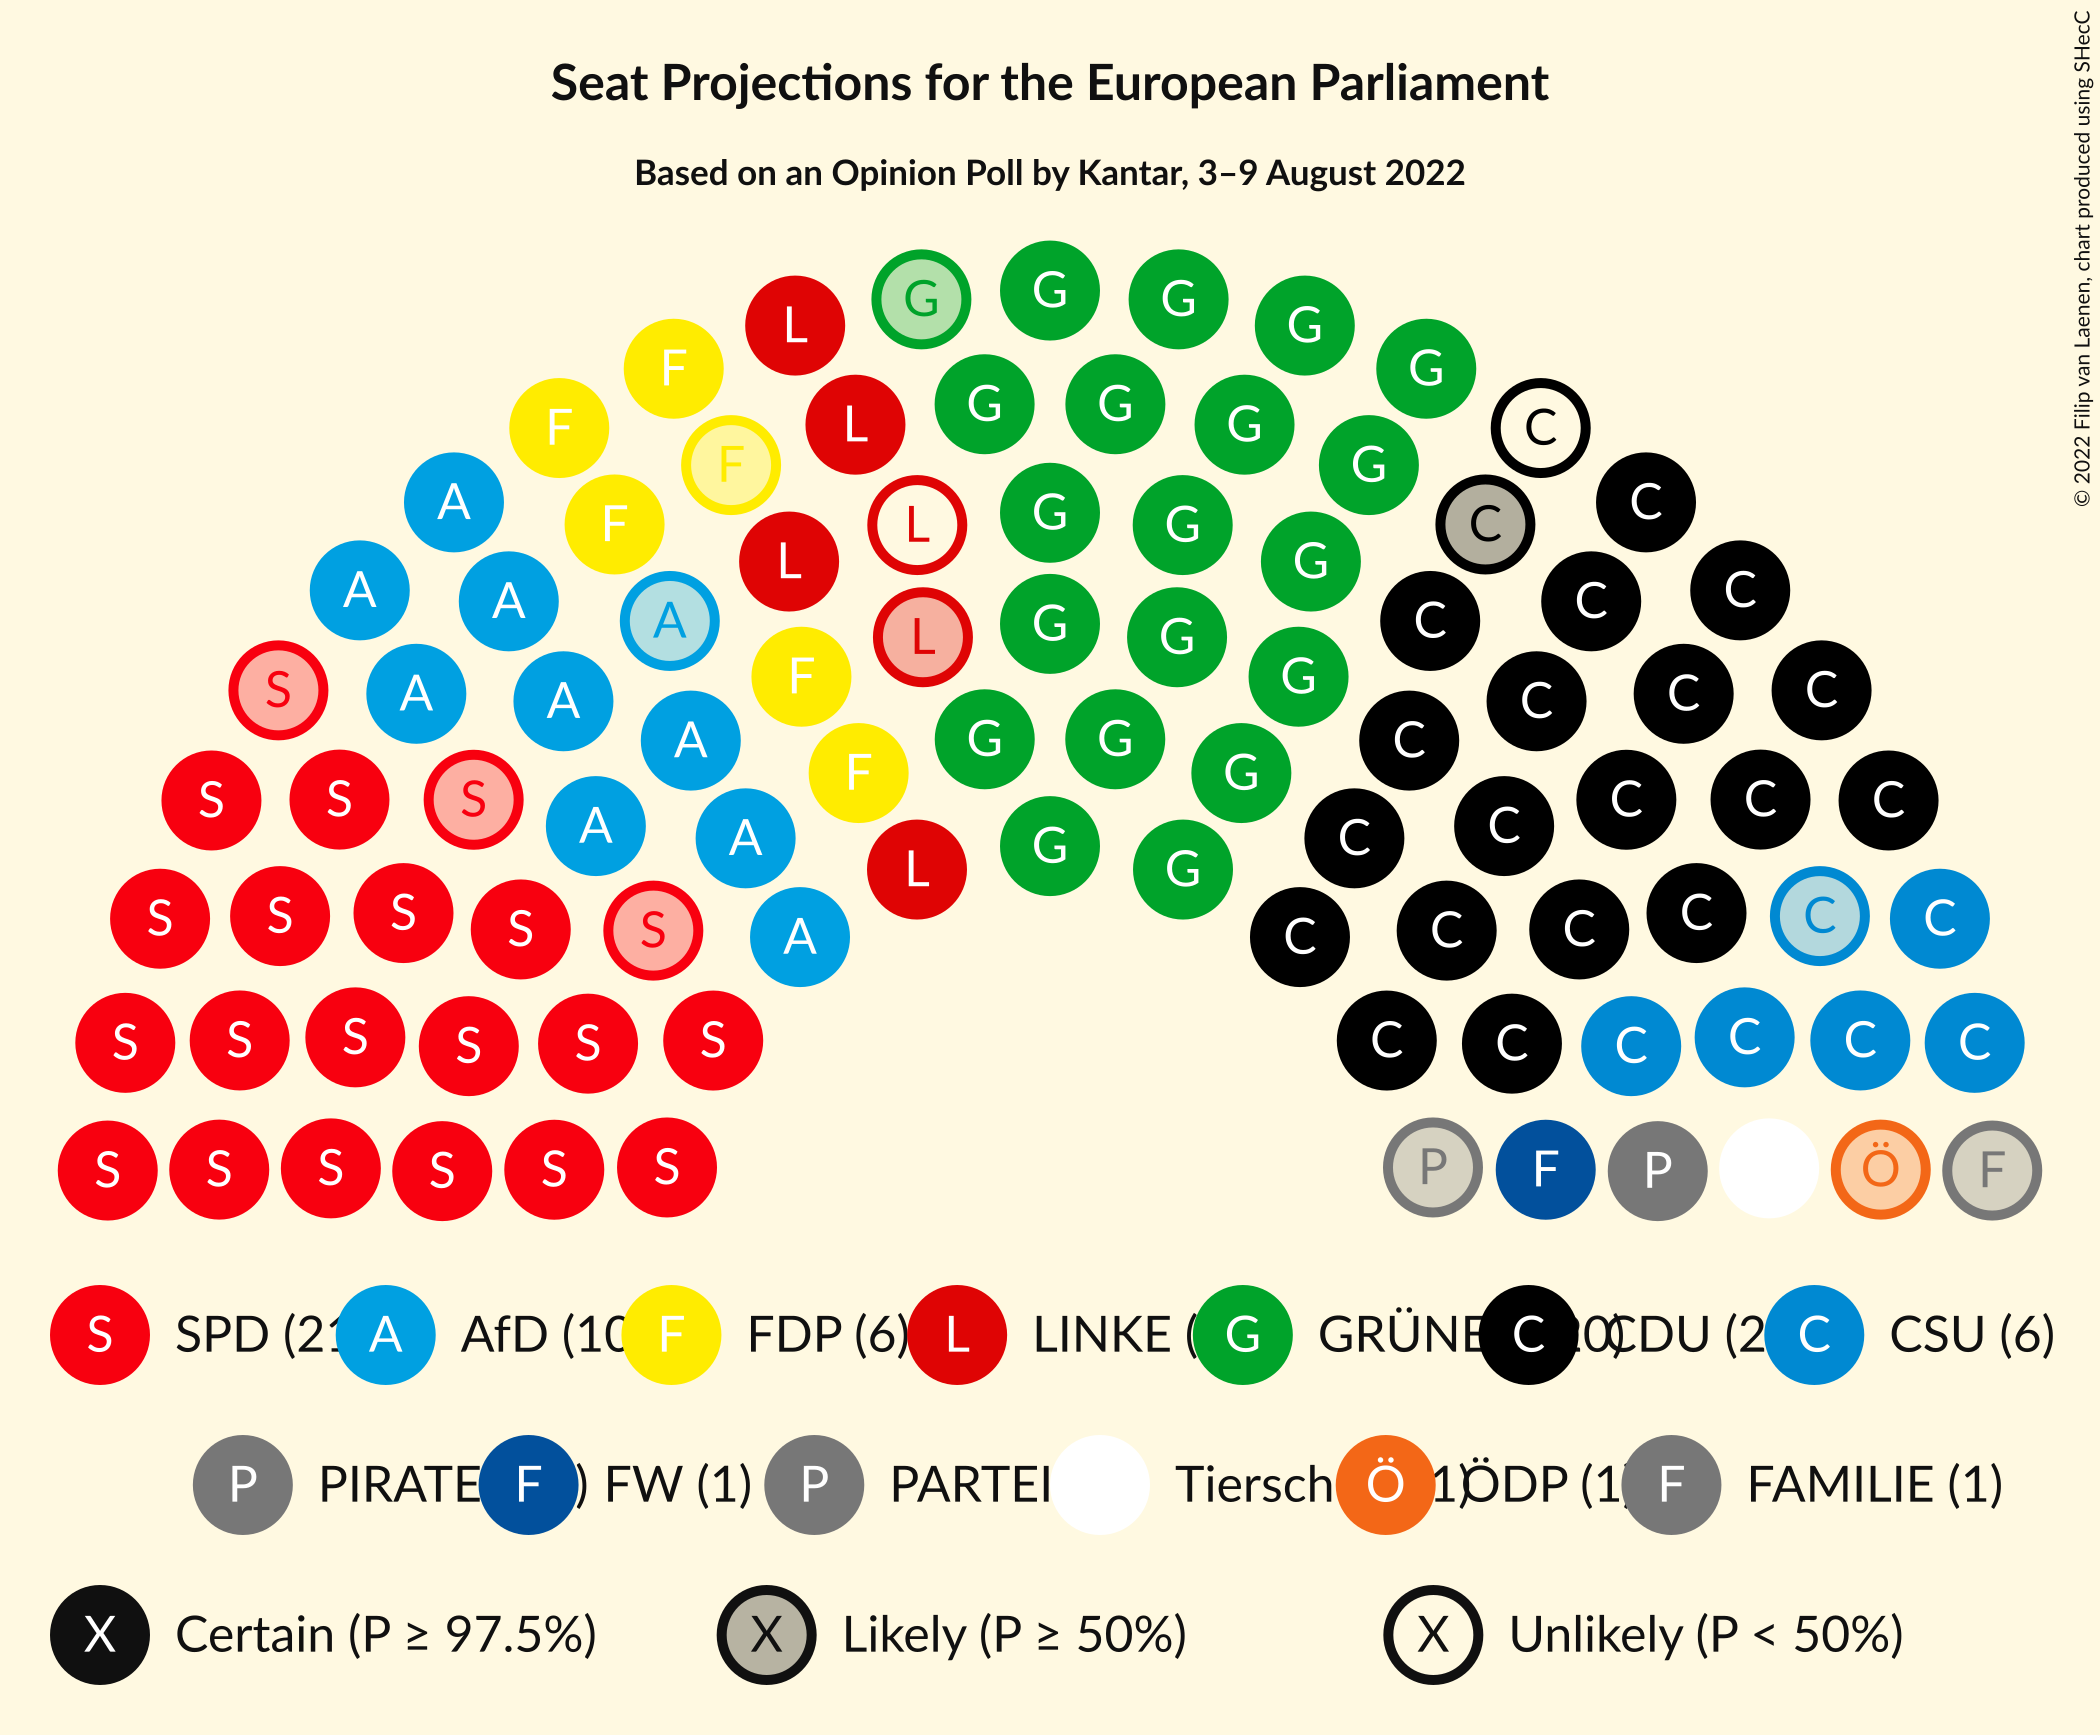 Seat Projections for the European Parliament
Based on an Opinion Poll by Kantar, 3–9 August 2022
© 2022 Filip van Laenen, chart produced using SHecC
G G G G G
L F F A A S S S S S
G G G G
L F F A A S S S S
G G G
L L A A S S S S
G G G
L F A A S S S
G G G
F A S S S
G G
L A S S
C C C C C C C C
C C C C C C C
C C C C C C
C C C C C
C C C C
C C
P F P Ö F
S SPD (21 A AfD (10 F FDP (6) L LINKE ( G GRÜNE C 20) CDU (2 C CSU (6)
P PIRATE F ) FW (1) P PARTEI Tiersch Ö 1) ÖDP (1) F FAMILIE (1)
X Certain (P ≥ 97.5%) X Likely (P ≥ 50%) X Unlikely (P < 50%)